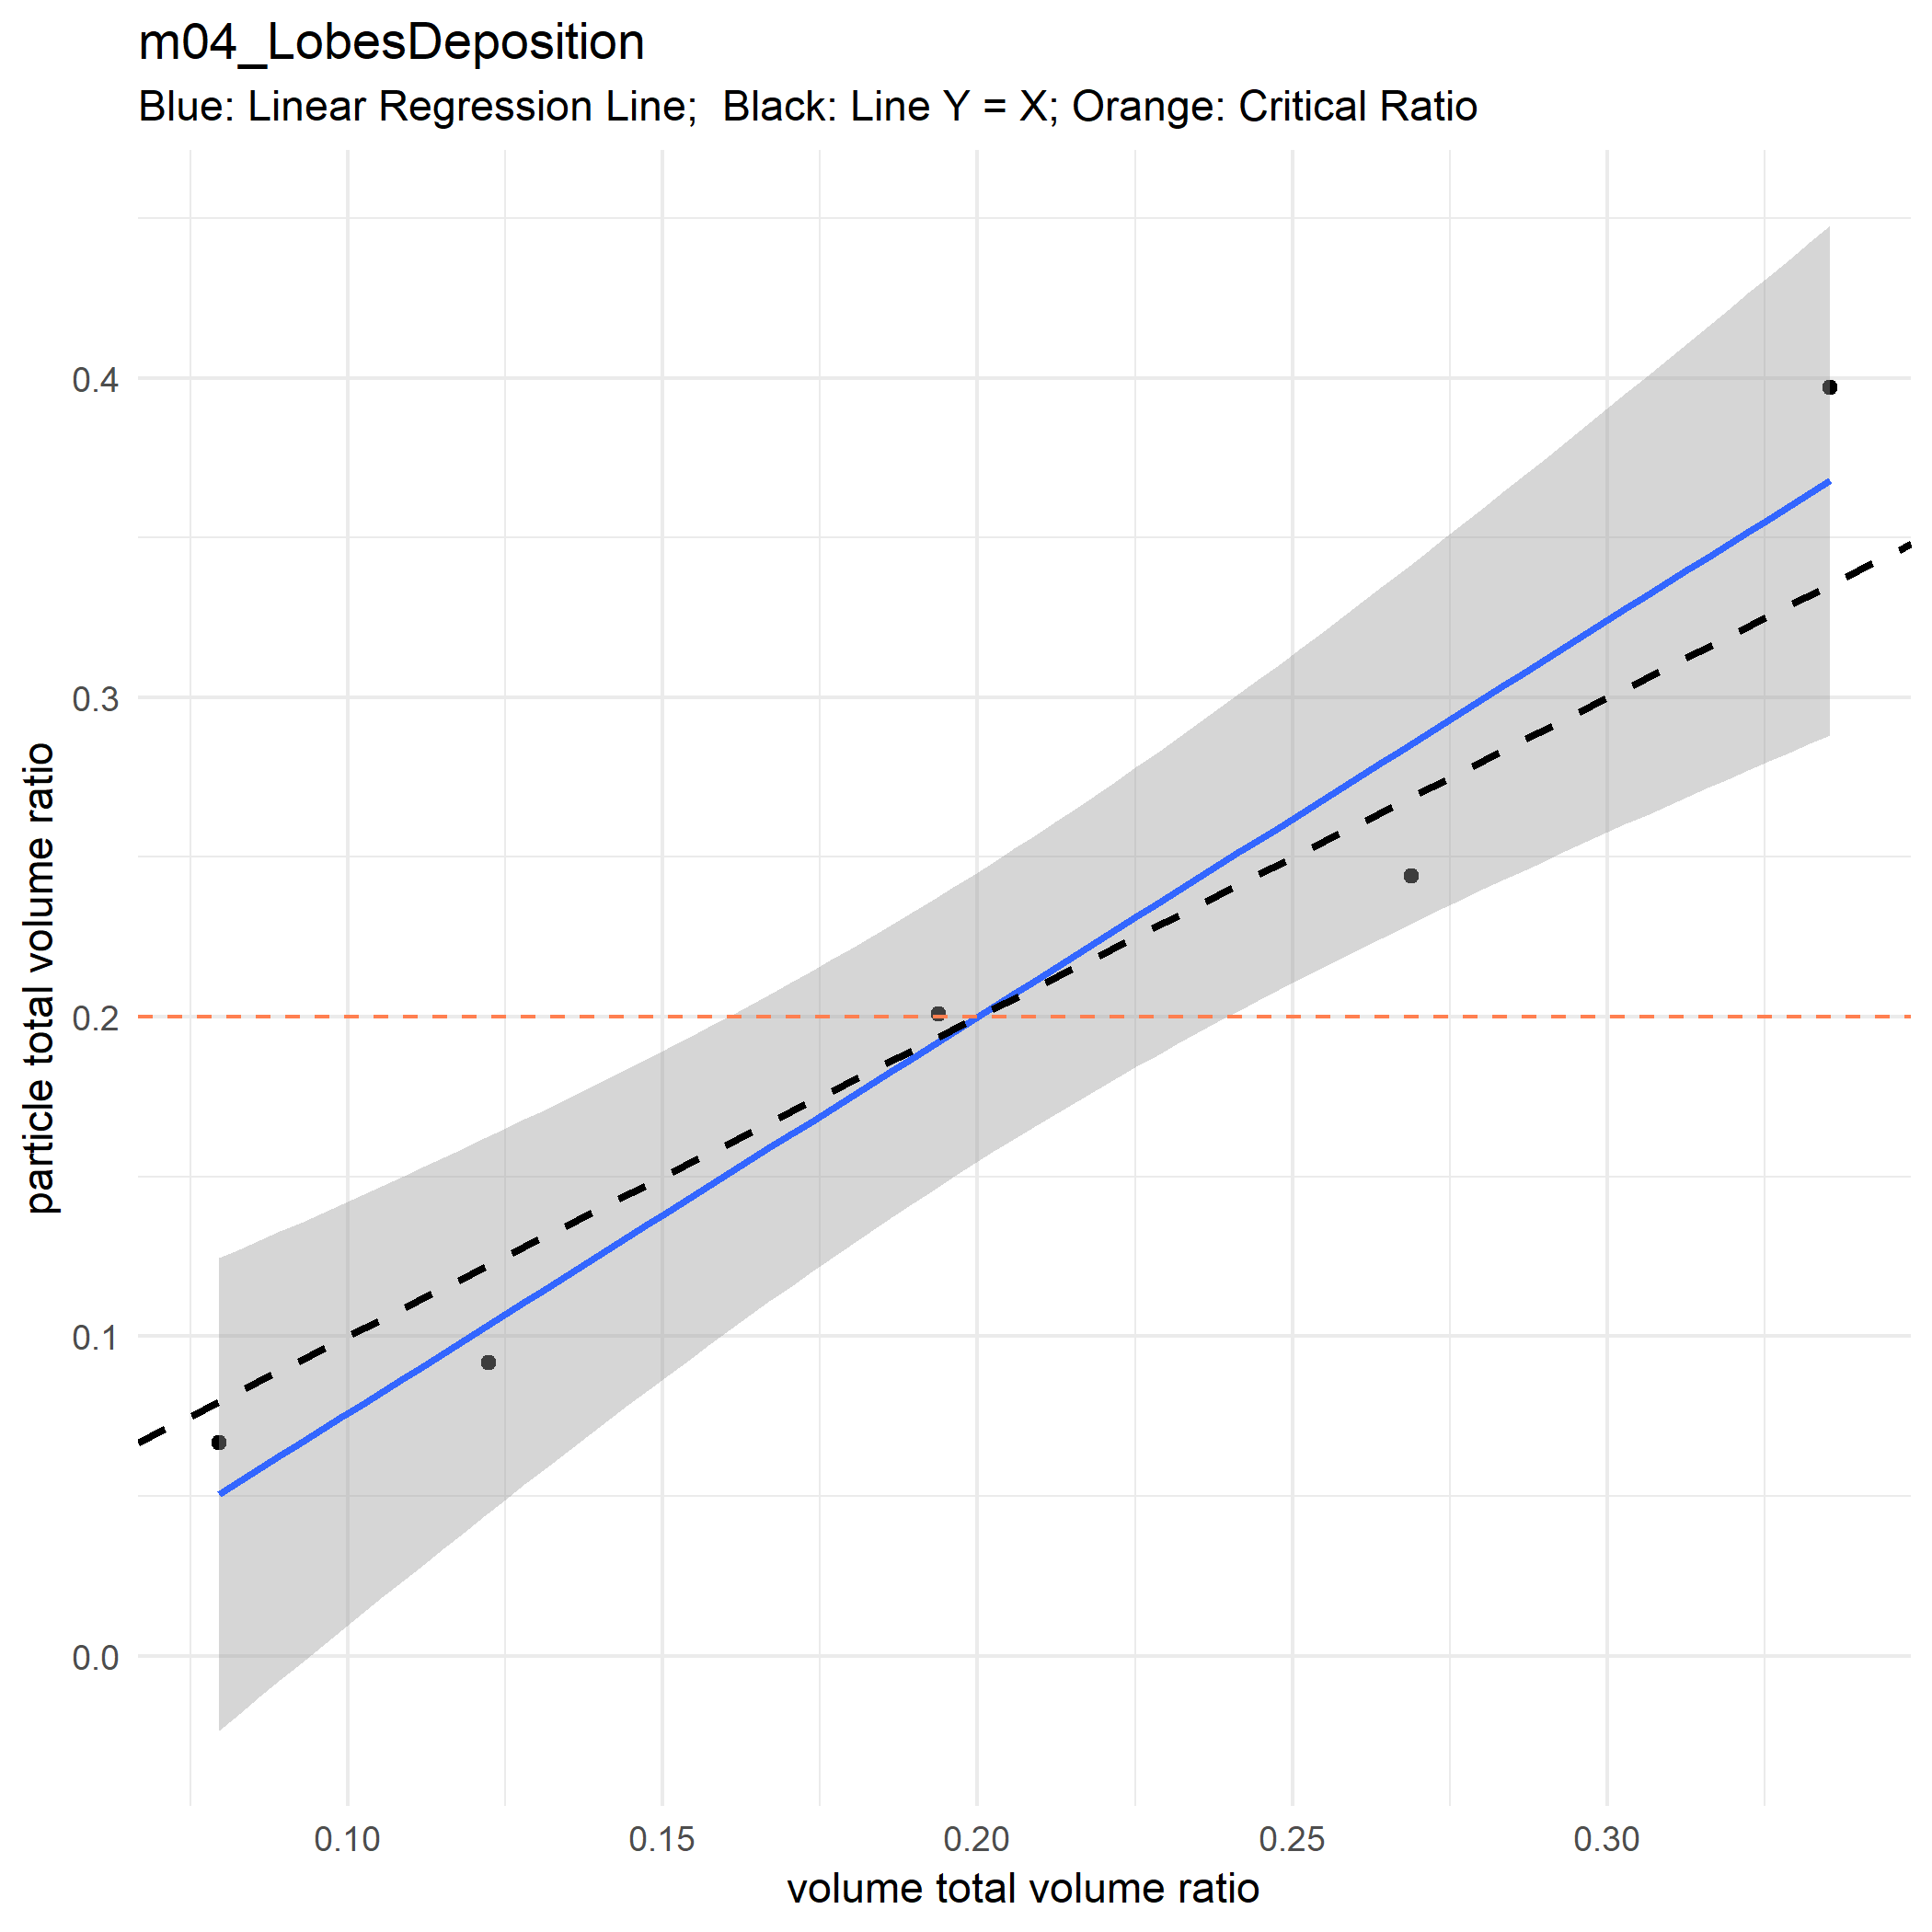 m04_LobesDeposition
Blue: Linear Regression Line;  Black: Line Y = X; Orange: Critical Ratio
particle total volume ratio
0.4
0.3
0.2
0.1
0.0
0.10 0.15 0.20 0.25 0.30
volume total volume ratio